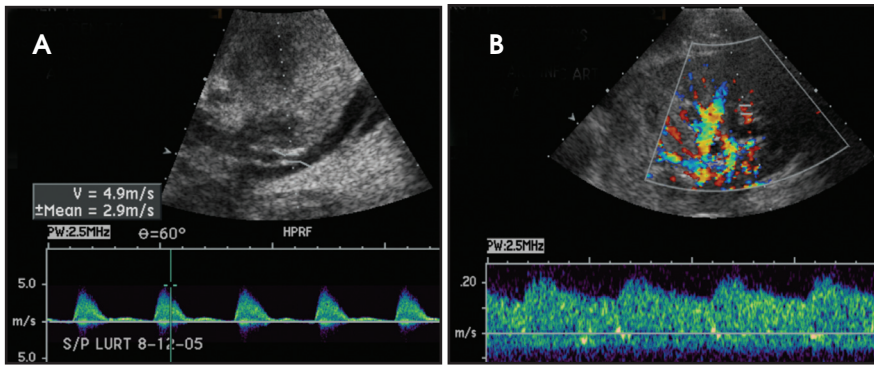 A
V = 4.9m/s
±Mean = 2.9m/s
PW:2.5MHz
Θ=60°
HPRF
5.0
m/s
5.0
S/P LURT 8-12-05
B
PW:2.5MHz
.20
m/s